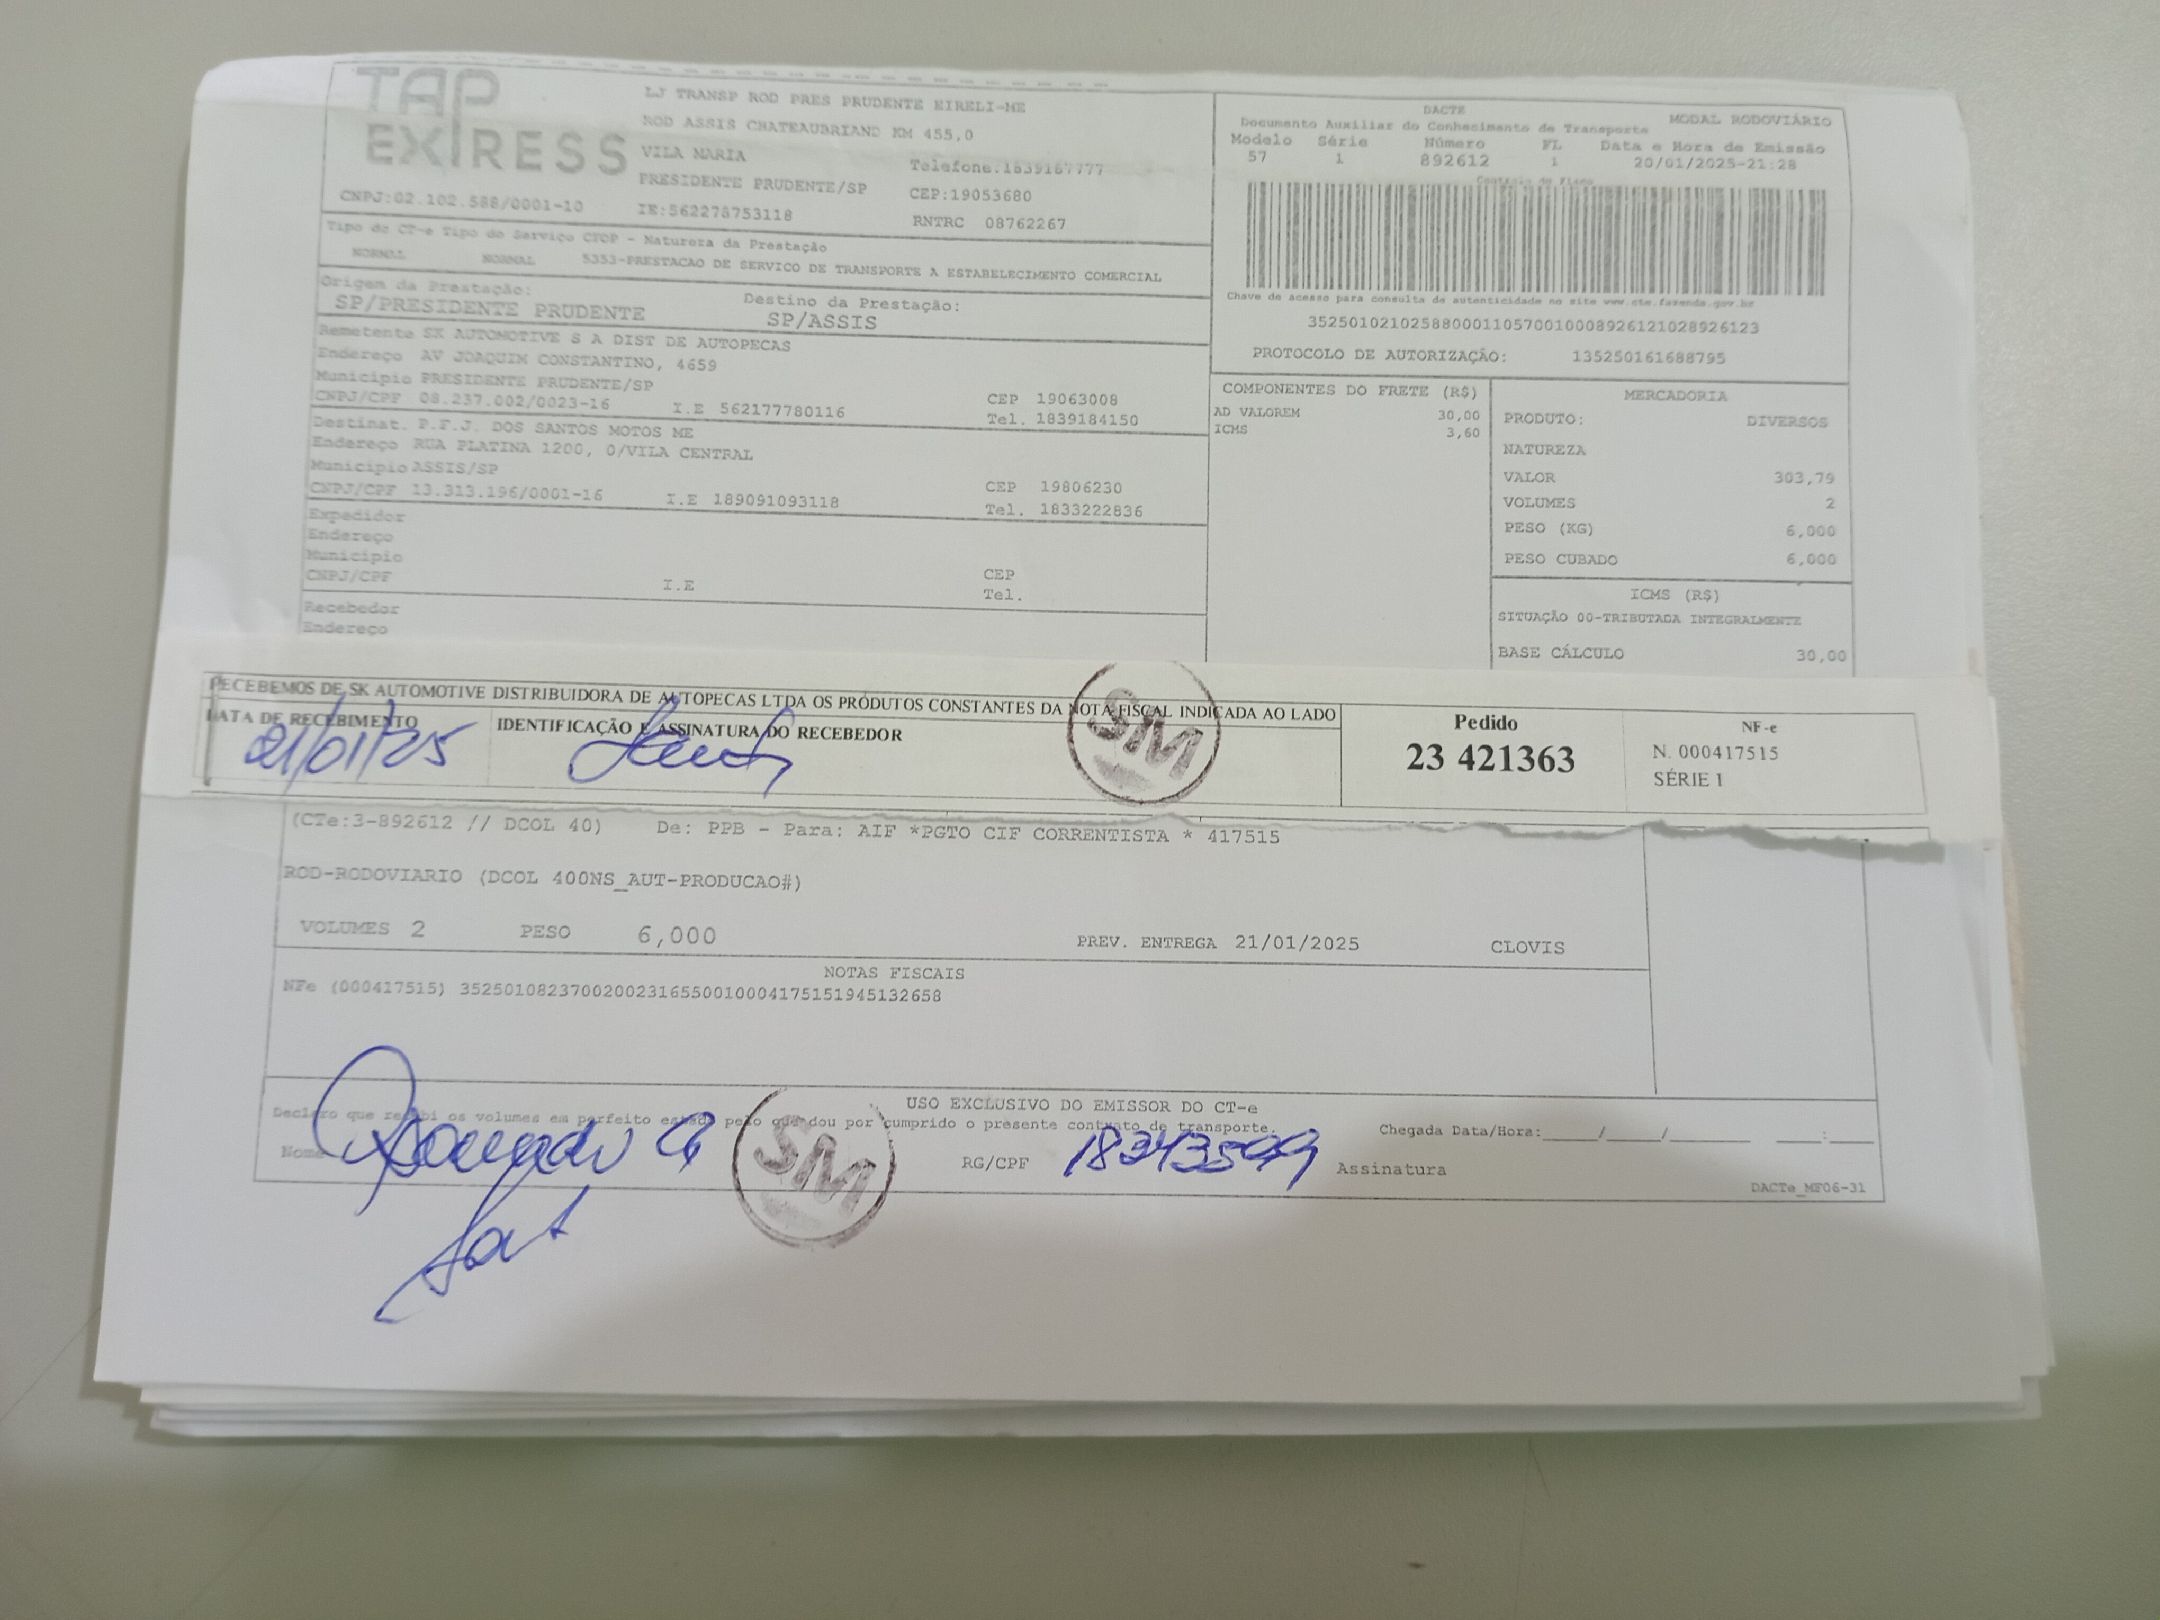 TAP
EXPRESS
LJ TRANSP ROD PRES PRUDENTE EIRELI-ME
ROD ASSIS CHATEAUBRIAND KM 455,0
VILA MARIA
Telefone:1839167777
PRESIDENTE PRUDENTE/SP
CEP:19053680
CNPJ:02.102.588/0001-10
IE:562278753118
RNTRC 08762267
DACTE
MODAL RODOVIÁRIO
Documento Auxiliar do Conhecimento de Transporte
Modelo Série Número FL Data e Hora de Emissão
57 1 892612 1 20/01/2025-21:28
Controle do Fisco
Chave de acesso para consulta de autenticidade no site www.cte.fazenda.gov.br
35250102102588000110570010008926121028926123
PROTOCOLO DE AUTORIZAÇÃO: 135250161688795
Tipo do CT-e Tipo do Serviço CFOP - Natureza da Prestação
NORMAL NORMAL 5353-PRESTACAO DE SERVICO DE TRANSPORTE A ESTABELECIMENTO COMERCIAL
Origem da Prestação: Destino da Prestação:
SP/PRESIDENTE PRUDENTE SP/ASSIS
Remetente SK AUTOMOTIVE S A DIST DE AUTOPECAS
Endereço AV JOAQUIM CONSTANTINO, 4659
Município PRESIDENTE PRUDENTE/SP
CEP 19063008
CNPJ/CPF 08.237.002/0023-16 I.E 562177780116 Tel. 1839184150
Destinat. P.F.J. DOS SANTOS MOTOS ME
Endereço RUA PLATINA 1200, 0/VILA CENTRAL
Município ASSIS/SP
CEP 19806230
CNPJ/CPF 13.313.196/0001-16 I.E 189091093118 Tel. 1833222836
Expedidor
Endereço
Município
CEP
CNPJ/CPF I.E Tel.
Recebedor
Endereço
COMPONENTES DO FRETE (R$)
AD VALOREM 30,00
ICMS 3,60
MERCADORIA
PRODUTO: DIVERSOS
NATUREZA
VALOR 303,79
VOLUMES 2
PESO (KG) 6,000
PESO CUBADO 6,000
ICMS (R$)
SITUAÇÃO 00-TRIBUTADA INTEGRALMENTE
BASE CÁLCULO 30,00
RECEBEMOS DE SK AUTOMOTIVE DISTRIBUIDORA DE AUTOPECAS LTDA OS PRODUTOS CONSTANTES DA NOTA FISCAL INDICADA AO LADO
DATA DE RECEBIMENTO IDENTIFICAÇÃO E ASSINATURA DO RECEBEDOR
21/01/25
SM
Pedido
23 421363
NF-e
N. 000417515
SÉRIE 1
(CTe:3-892612 // DCOL 40) De: PPB - Para: AIF *PGTO CIF CORRENTISTA * 417515
ROD-RODOVIARIO (DCOL 400NS_AUT-PRODUCAO#)
VOLUMES 2 PESO 6,000 PREV. ENTREGA 21/01/2025 CLOVIS
NOTAS FISCAIS
NFe (000417515) 35250108237002002316550010004175151945132658
USO EXCLUSIVO DO EMISSOR DO CT-e
Declaro que recebi os volumes em perfeito estado pelo que dou por cumprido o presente contrato de transporte.
Chegada Data/Hora:_____/_____/_______ ____:____
Nome
SM
RG/CPF
Assinatura
DACTe_MF06-31